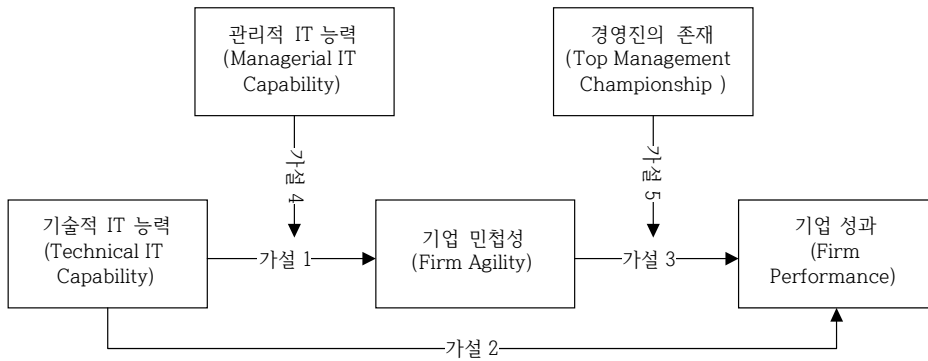 관리적 IT 능력
(Managerial IT
Capability)
경영진의 존재
(Top Management
Championship )
가설 4
가설 5
기술적 IT 능력
(Technical IT
Capability)
가설 1
기업 민첩성
(Firm Agility)
가설 3
기업 성과
(Firm
Performance)
가설 2